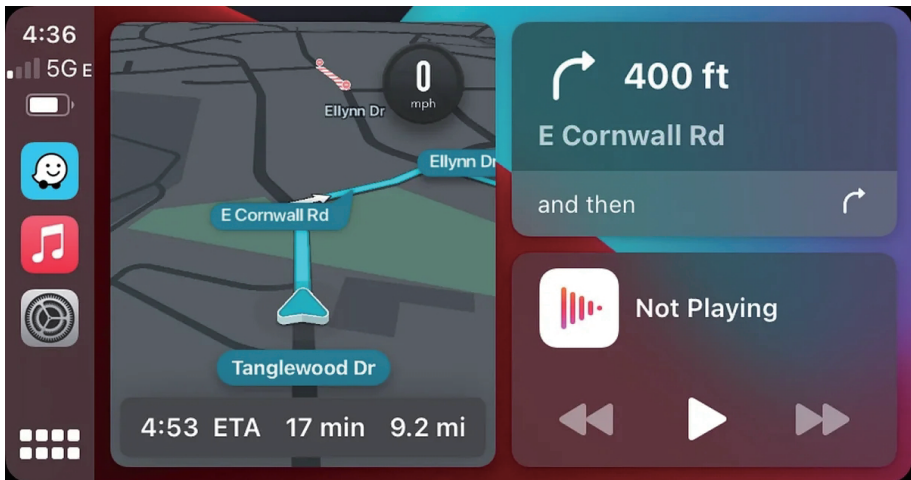 4:36
5G E
0
mph
Ellynn Dr
Ellynn Dr
E Cornwall Rd
Tanglewood Dr
4:53 ETA 17 min 9.2 mi
400 ft
E Cornwall Rd
and then
Not Playing